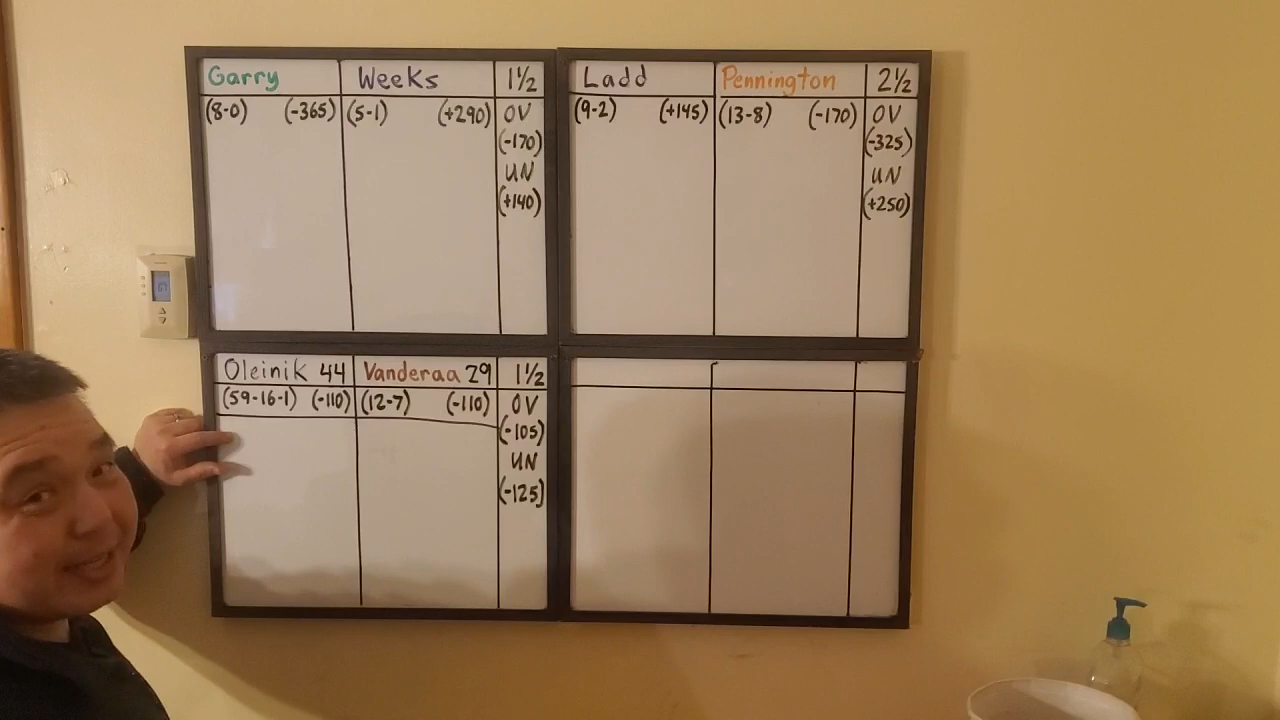 Garry Weeks 1½
(8-0) (-365) (5-1) (+290) OV
(-170)
UN
(+140)
Ladd Pennington 2½
(9-2) (+145) (13-8) (-170) OV
(-325)
UN
(+250)
Oleinik 44 Vanderaa 29 1½
(59-16-1) (-110) (12-7) (-110) OV
(-105)
UN
(-125)